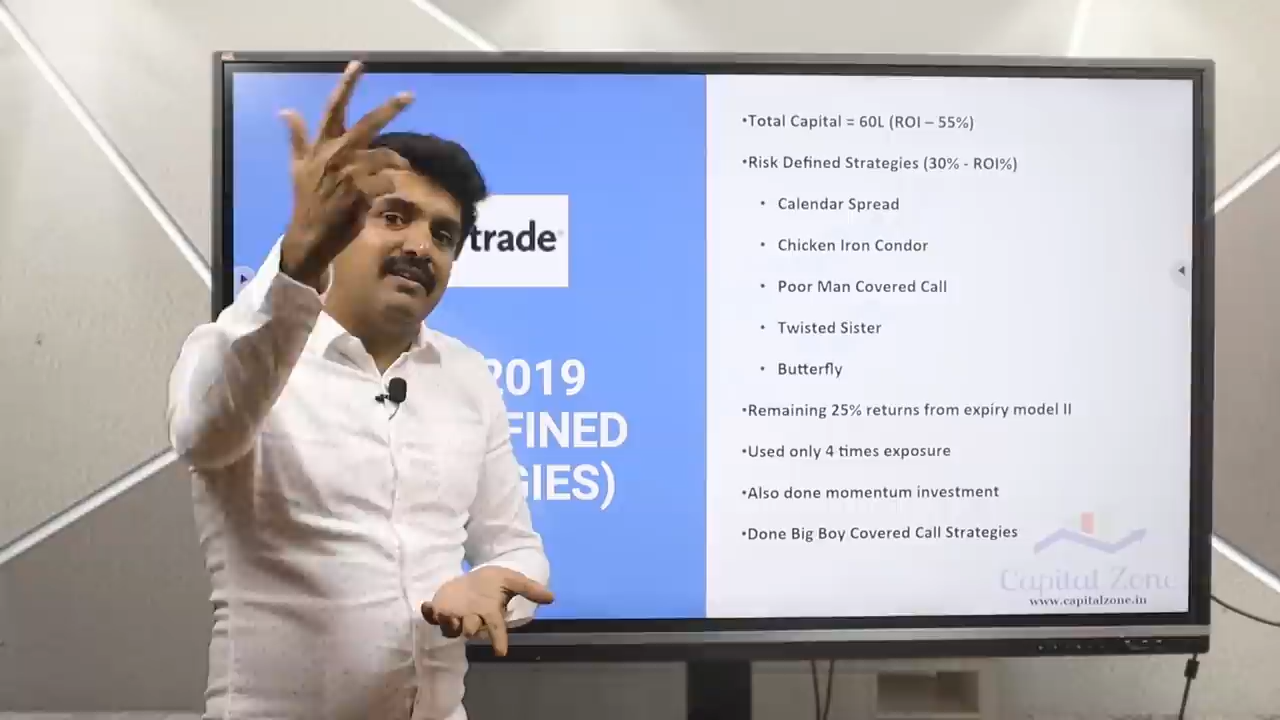 trade
2019
•Total Capital = 60L (ROI – 55%)
•Risk Defined Strategies (30% - ROI%)
• Calendar Spread
• Chicken Iron Condor
• Poor Man Covered Call
• Twisted Sister
• Butterfly
•Remaining 25% returns from expiry model II
•Used only 4 times exposure
•Also done momentum investment
•Done Big Boy Covered Call Strategies
Capital Zone
www.capitalzone.in